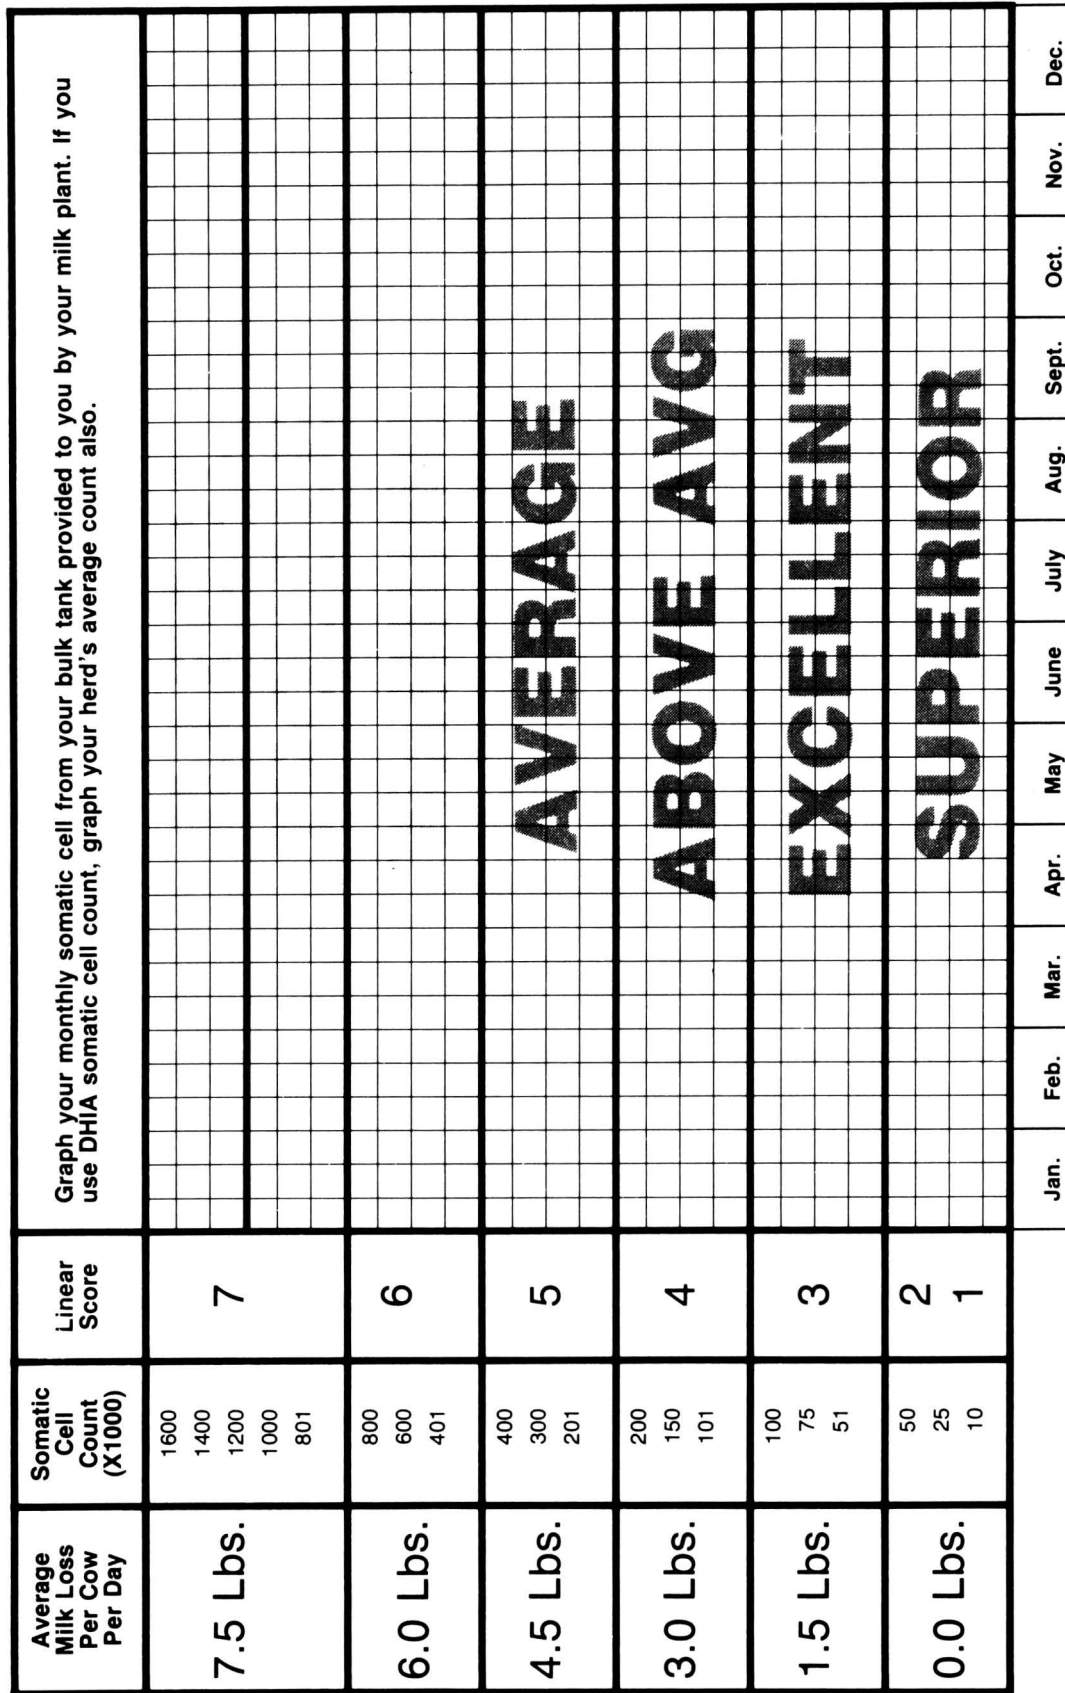 Average
Milk Loss
Per Cow
Per Day
Somatic
Cell
Count
(X1000)
Linear
Score
Graph your monthly somatic cell from your bulk tank provided to you by your milk plant. If you
use DHIA somatic cell count, graph your herd's average count also.
7.5 Lbs.
1600
1400
1200
1000
801
7
6.0 Lbs.
800
600
401
6
4.5 Lbs.
400
300
201
5
AVERAGE
3.0 Lbs.
200
150
101
4
ABOVE AVG
1.5 Lbs.
100
75
51
3
EXCELLENT
0.0 Lbs.
50
25
10
2
1
SUPERIOR
Jan. Feb. Mar. Apr. May June July Aug. Sept. Oct. Nov. Dec.